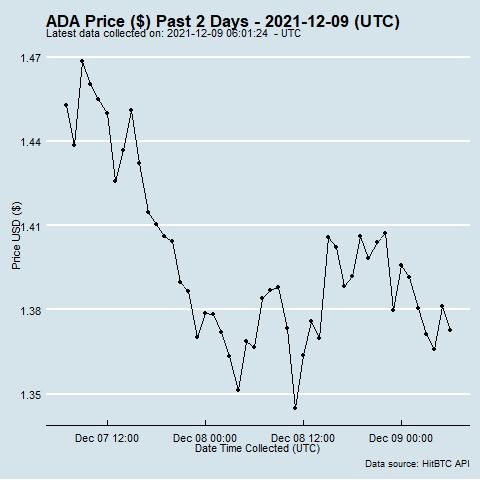 ADA Price ($) Past 2 Days - 2021-12-09 (UTC)
Latest data collected on: 2021-12-09 06:01:24 - UTC
1.47
1.44
1.41
1.38
1.35
Price USD ($)
Dec 07 12:00 Dec 08 00:00 Dec 08 12:00 Dec 09 00:00
Date Time Collected (UTC)
Data source: HitBTC API